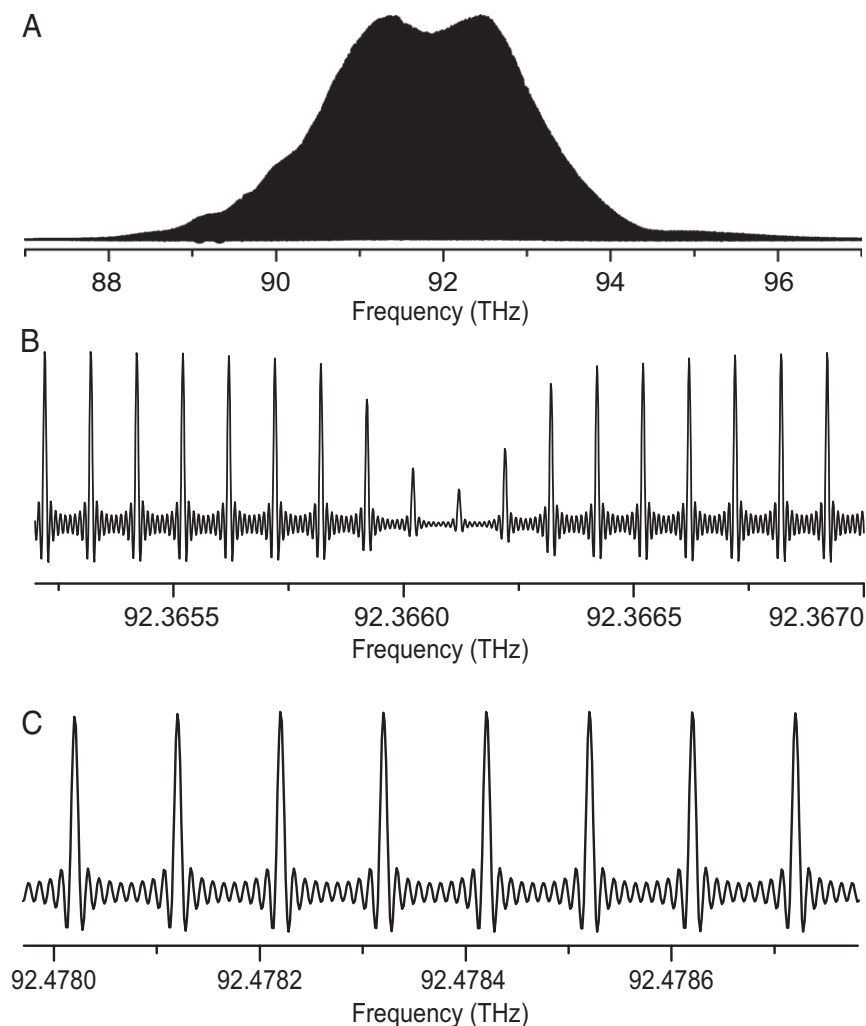 A
88 90 92 94 96
Frequency (THz)
B
92.3655 92.3660 92.3665 92.3670
Frequency (THz)
C
92.4780 92.4782 92.4784 92.4786
Frequency (THz)